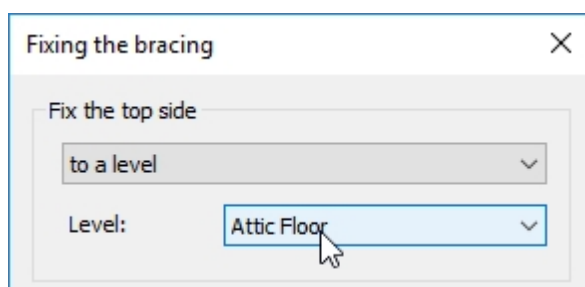 Fixing the bracing
Fix the top side
to a level
Level: Attic Floor